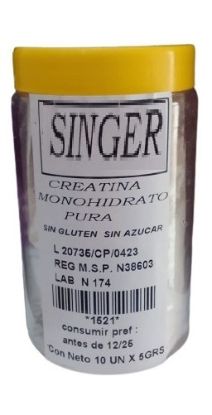 SINGER
CREATINA
MONOHIDRATO
PURA
SIN GLUTEN SIN AZUCAR
L 20735/CP/0423
REG M.S.P. N38603
LAB N 174
*1521*
consumir pref :
antes de 12/25
*Con Neto 10 UN X 5GRS